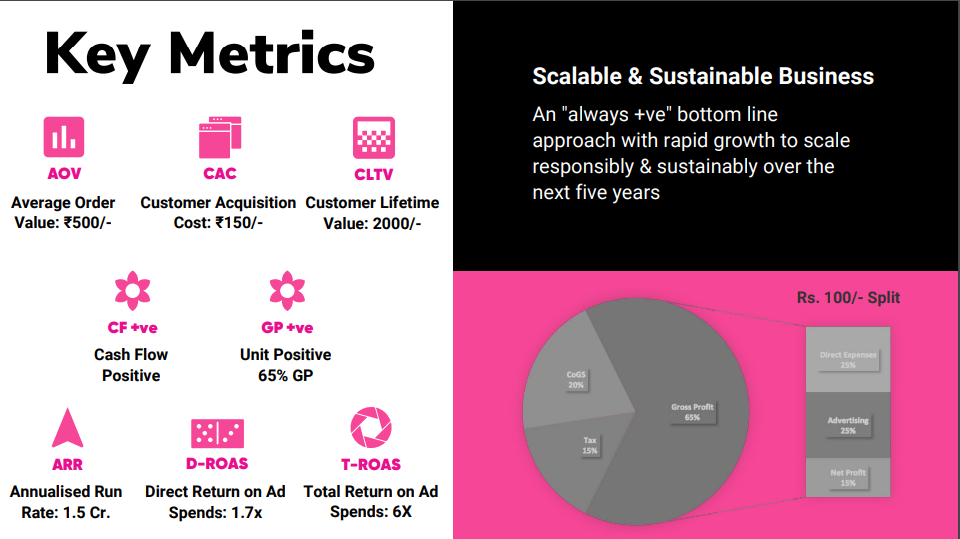 Key Metrics
AOV
Average Order
Value: ₹500/-
CAC
Customer Acquisition
Cost: ₹150/-
CLTV
Customer Lifetime
Value: 2000/-
CF +ve
Cash Flow
Positive
GP +ve
Unit Positive
65% GP
ARR
Annualised Run
Rate: 1.5 Cr.
D-ROAS
Direct Return on Ad
Spends: 1.7x
T-ROAS
Total Return on Ad
Spends: 6X
Scalable & Sustainable Business
An "always +ve" bottom line
approach with rapid growth to scale
responsibly & sustainably over the
next five years
Rs. 100/- Split
CoGS
20%
Tax
15%
Gross Profit
65%
Direct Expenses
25%
Advertising
25%
Net Profit
15%